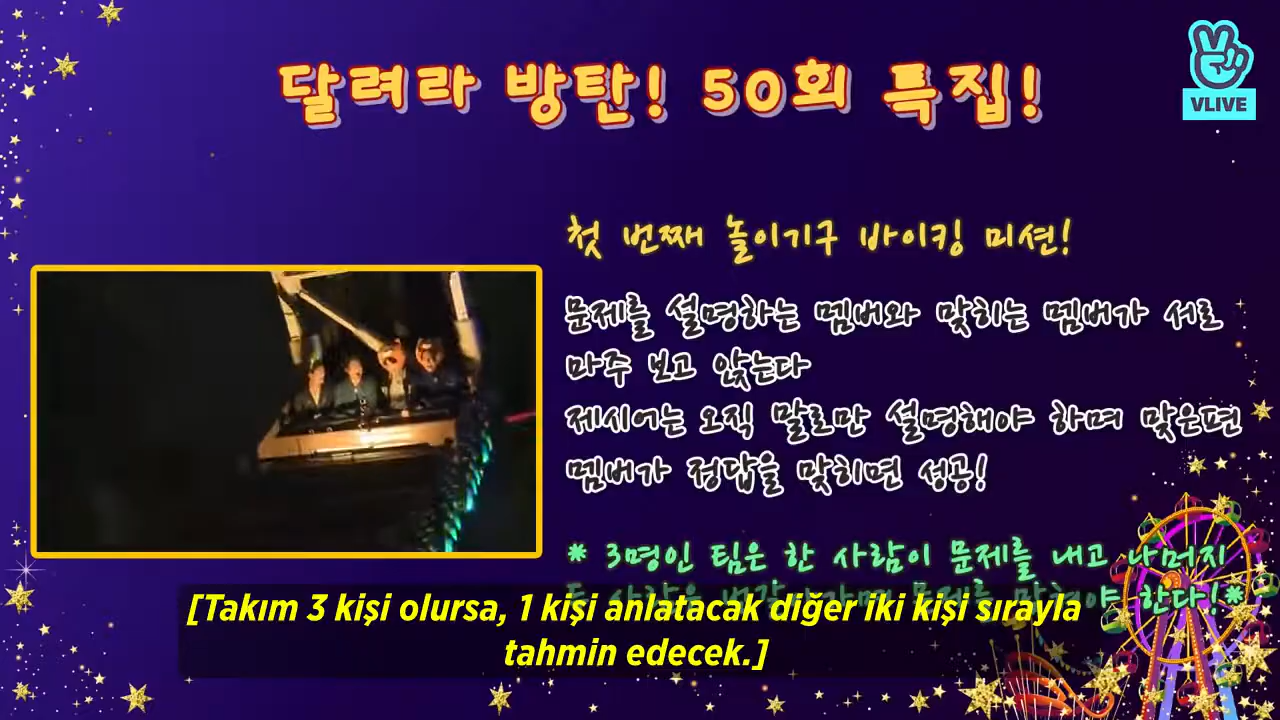 달려라 방탄! 50회 특집!
VLIVE
첫 번째 놀이기구 바이킹 미션!
문제를 설명하는 멤버와 맞히는 멤버가 서로
마주 보고 앉는다
제시어는 오직 말로만 설명해야 하며 맞은편
멤버가 정답을 맞히면 성공!
* 3명인 팀은 한 사람이 문제를 내고 나머지
한다!*
[Takım 3 kişi olursa, 1 kişi anlatacak diğer iki kişi sırayla
tahmin edecek.]